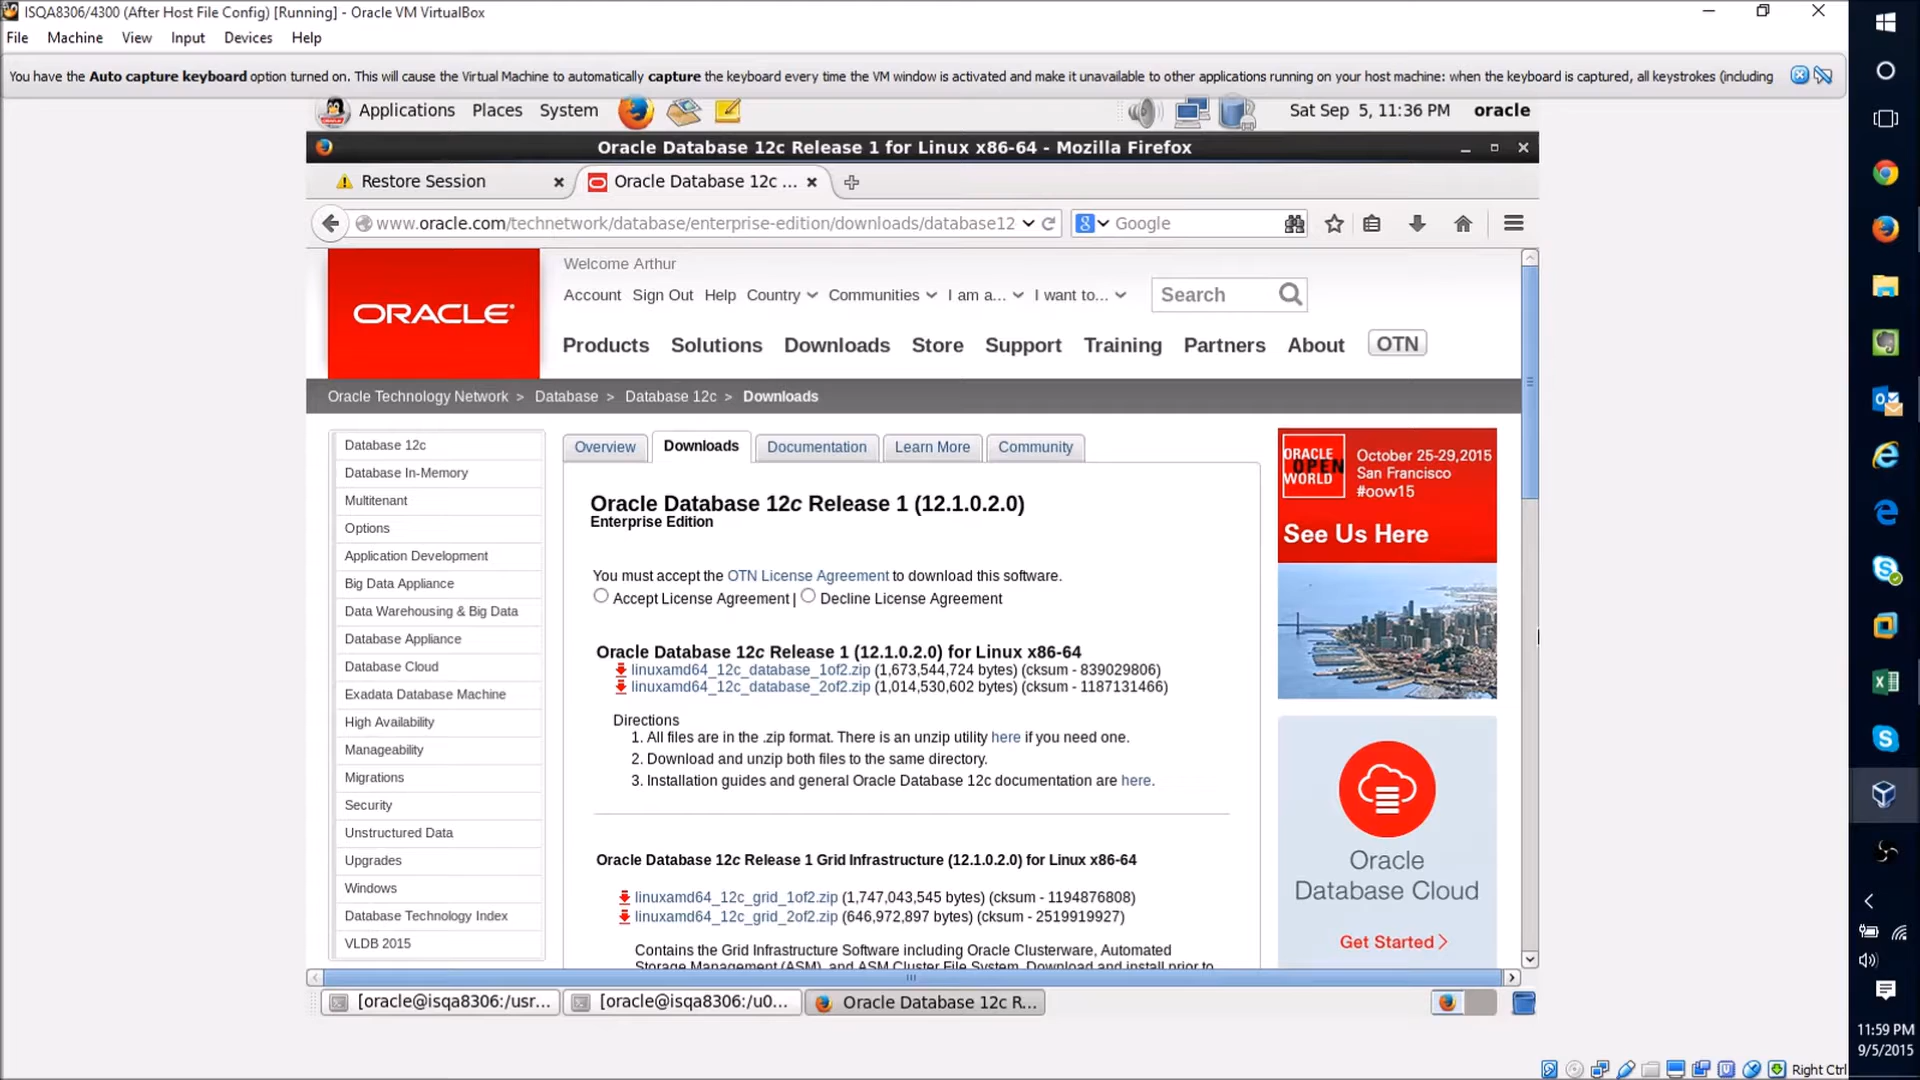 ISQA8306/4300 (After Host File Config) [Running] - Oracle VM VirtualBox
File Machine View Input Devices Help
You have the Auto capture keyboard option turned on. This will cause the Virtual Machine to automatically capture the keyboard every time the VM window is activated and make it unavailable to other applications running on your host machine: when the keyboard is captured, all keystrokes (including
Applications Places System
Sat Sep 5, 11:36 PM oracle
Oracle Database 12c Release 1 for Linux x86-64 - Mozilla Firefox
Restore Session
Oracle Database 12c ...
www.oracle.com/technetwork/database/enterprise-edition/downloads/database12
Google
ORACLE
Welcome Arthur
Account Sign Out Help Country Communities I am a... I want to...
Search
Products Solutions Downloads Store Support Training Partners About OTN
Oracle Technology Network > Database > Database 12c > Downloads
Database 12c
Database In-Memory
Multitenant
Options
Application Development
Big Data Appliance
Data Warehousing & Big Data
Database Appliance
Database Cloud
Exadata Database Machine
High Availability
Manageability
Migrations
Security
Unstructured Data
Upgrades
Windows
Database Technology Index
VLDB 2015
Overview Downloads Documentation Learn More Community
Oracle Database 12c Release 1 (12.1.0.2.0)
Enterprise Edition
You must accept the OTN License Agreement to download this software.
Accept License Agreement | Decline License Agreement
Oracle Database 12c Release 1 (12.1.0.2.0) for Linux x86-64
linuxamd64_12c_database_1of2.zip (1,673,544,724 bytes) (cksum - 839029806)
linuxamd64_12c_database_2of2.zip (1,014,530,602 bytes) (cksum - 1187131466)
Directions
1. All files are in the .zip format. There is an unzip utility here if you need one.
2. Download and unzip both files to the same directory.
3. Installation guides and general Oracle Database 12c documentation are here.
Oracle Database 12c Release 1 Grid Infrastructure (12.1.0.2.0) for Linux x86-64
linuxamd64_12c_grid_1of2.zip (1,747,043,545 bytes) (cksum - 1194876808)
linuxamd64_12c_grid_2of2.zip (646,972,897 bytes) (cksum - 2519919927)
Contains the Grid Infrastructure Software including Oracle Clusterware, Automated
Storage Management (ASM), and ASM Cluster File System. Download and install prior to
ORACLE
OPEN
WORLD
October 25-29,2015
San Francisco
#oow15
See Us Here
Oracle
Database Cloud
Get Started
[oracle@isqa8306:/usr...
[oracle@isqa8306:/u0...
Oracle Database 12c R...
11:59 PM
9/5/2015
Right Ctrl